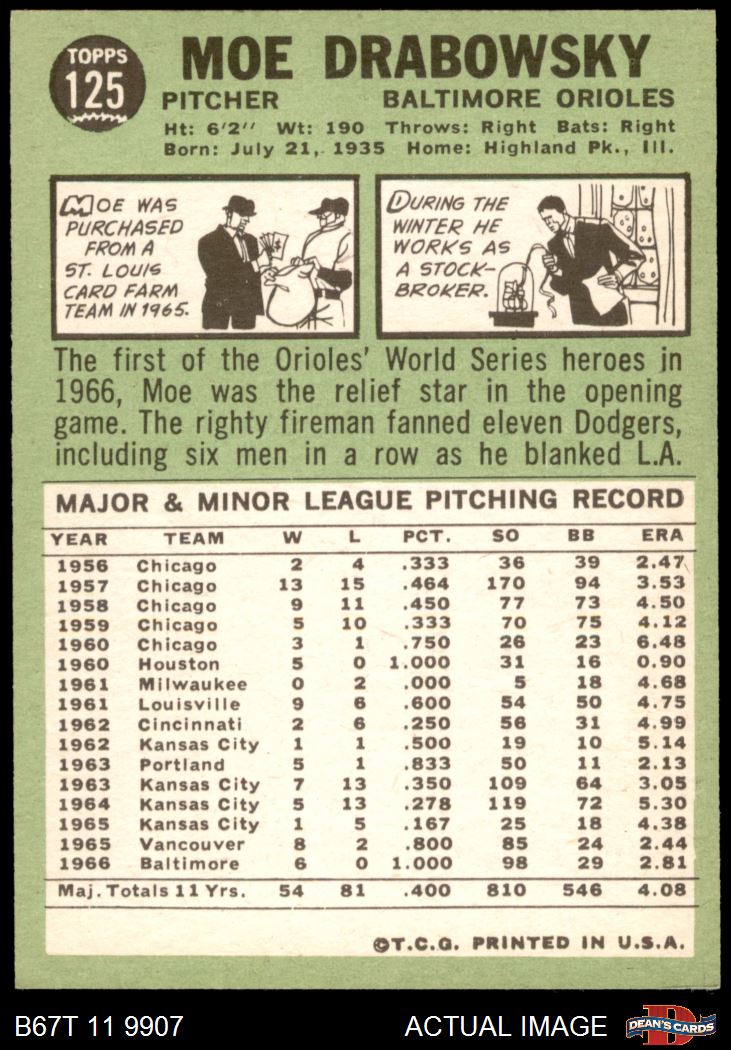 TOPPS
125
MOE DRABOWSKY
PITCHER BALTIMORE ORIOLES
Ht: 6'2" Wt: 190 Throws: Right Bats: Right
Born: July 21, 1935 Home: Highland Pk., Ill.
MOE WAS
PURCHASED
FROM A
ST. LOUIS
CARD FARM
TEAM IN 1965.
$
DURING THE
WINTER HE
WORKS AS
A STOCK-
BROKER.
The first of the Orioles' World Series heroes in
1966, Moe was the relief star in the opening
game. The righty fireman fanned eleven Dodgers,
including six men in a row as he blanked L.A.
MAJOR & MINOR LEAGUE PITCHING RECORD
YEAR TEAM W L PCT. SO BB ERA
1956 Chicago 2 4 .333 36 39 2.47
1957 Chicago 13 15 .464 170 94 3.53
1958 Chicago 9 11 .450 77 73 4.50
1959 Chicago 5 10 .333 70 75 4.12
1960 Chicago 3 1 .750 26 23 6.48
1960 Houston 5 0 1.000 31 16 0.90
1961 Milwaukee 0 2 .000 5 18 4.68
1961 Louisville 9 6 .600 54 50 4.75
1962 Cincinnati 2 6 .250 56 31 4.99
1962 Kansas City 1 1 .500 19 10 5.14
1963 Portland 5 1 .833 50 11 2.13
1963 Kansas City 7 13 .350 109 64 3.05
1964 Kansas City 5 13 .278 119 72 5.30
1965 Kansas City 1 5 .167 25 18 4.38
1965 Vancouver 8 2 .800 85 24 2.44
1966 Baltimore 6 0 1.000 98 29 2.81
Maj. Totals 11 Yrs. 54 81 .400 810 546 4.08
©T.C.G. PRINTED IN U.S.A.
B67T 11 9907 ACTUAL IMAGE
D
DEAN'S CARDS